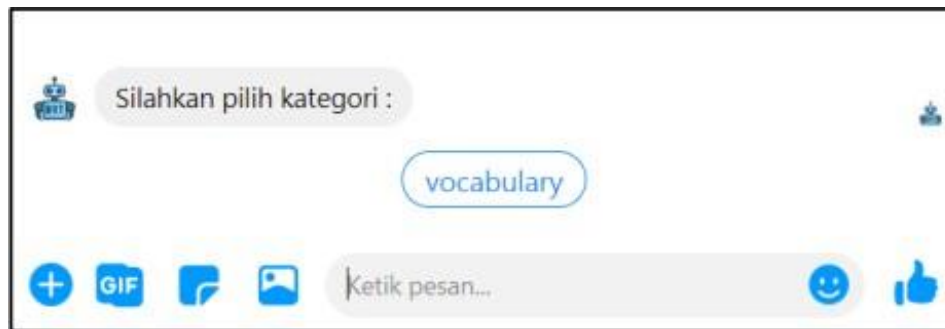 Silahkan pilih kategori :
vocabulary
GIF
Ketik pesan...